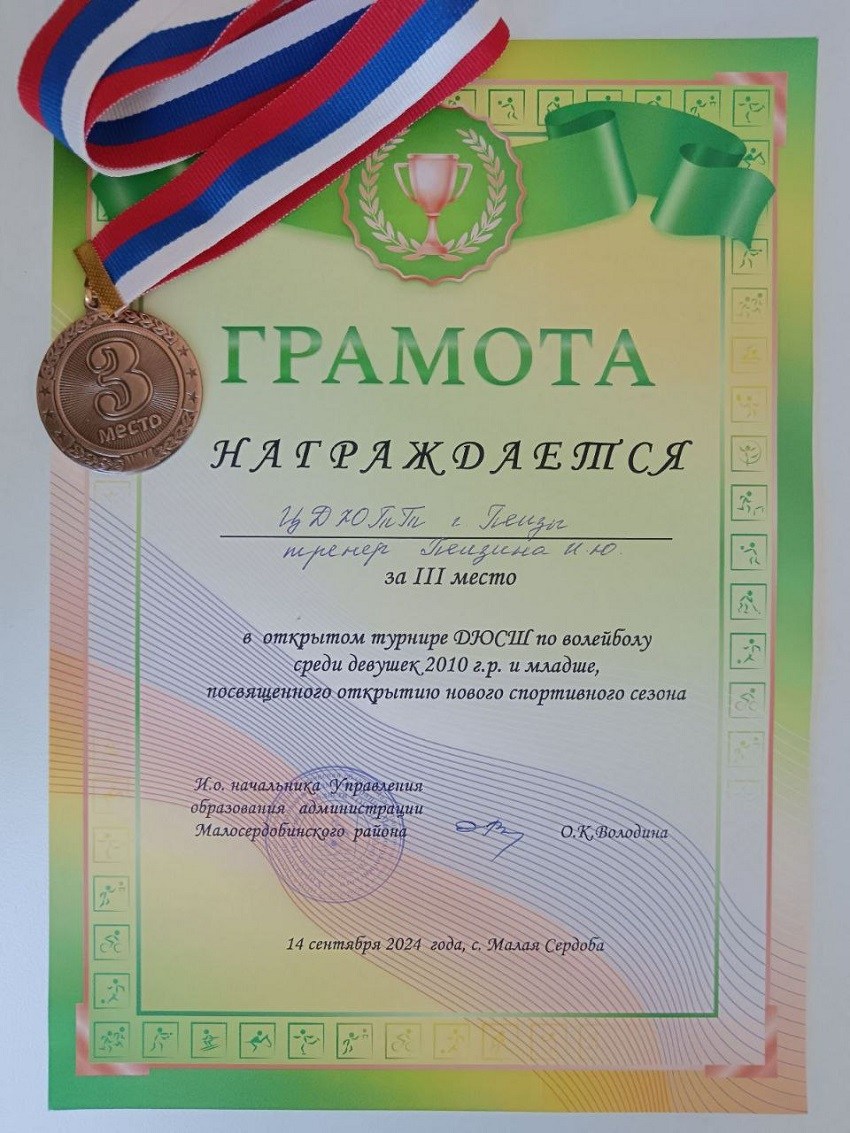 3
место
ГРАМОТА
НАГРАЖДАЕТСЯ
г Пензы
тренер Пензина И.Ю.
за III место
в открытом турнире ДЮСШ по волейболу
среди девушек 2010 г.р. и младше,
посвященного открытию нового спортивного сезона
И.о. начальника Управления
образования администрации
Малосердобинского района
О.К.Володина
14 сентября 2024 года, с. Малая Сердоба